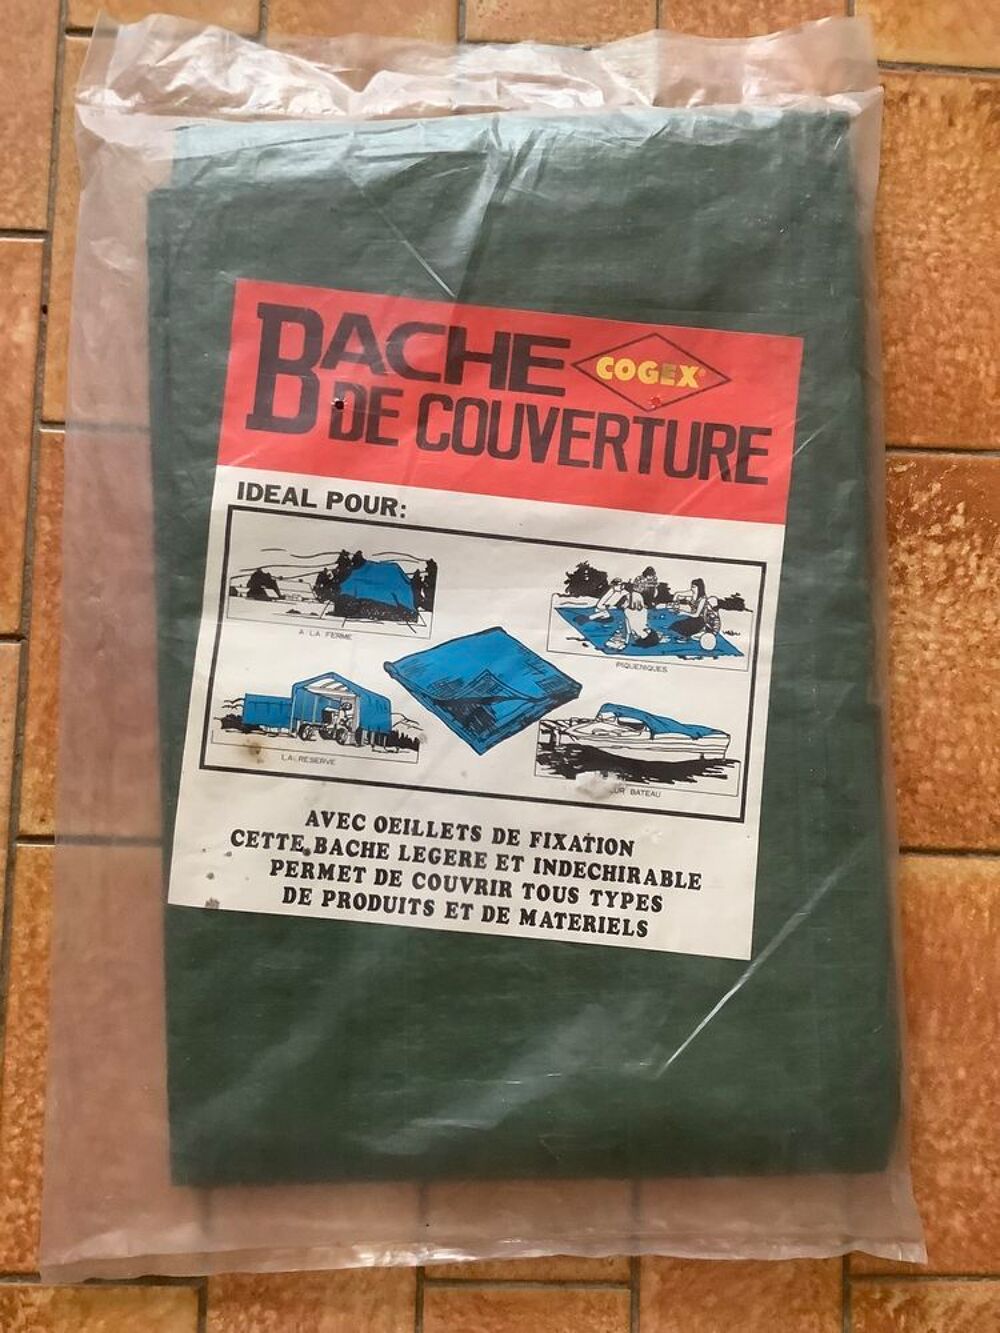 BACHE
COGEX
DE COUVERTURE
IDEAL POUR:
A LA FERME
PIQUENIQUES
LA RESERVE
UR BATEAU
AVEC OEILLETS DE FIXATION
CETTE BACHE LEGERE ET INDECHIRABLE
PERMET DE COUVRIR TOUS TYPES
DE PRODUITS ET DE MATERIELS